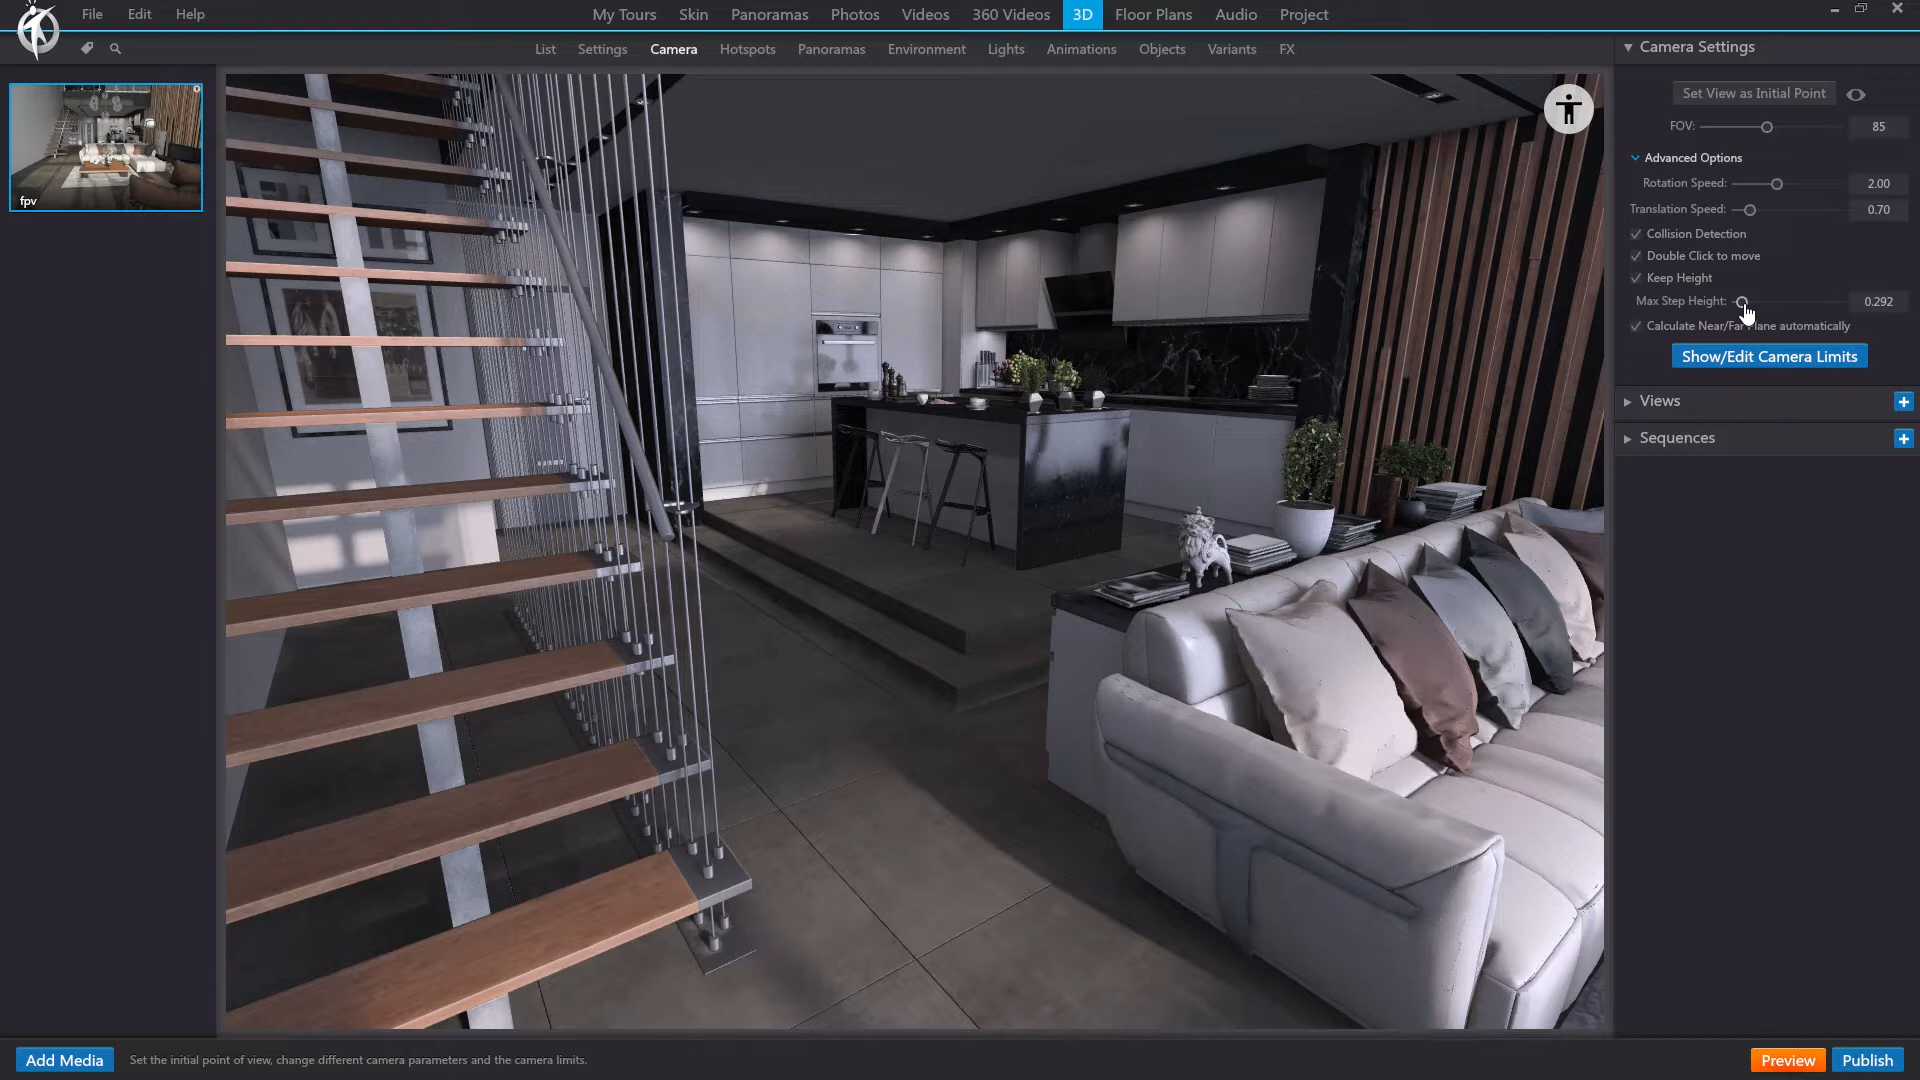 File Edit Help
My Tours Skin Panoramas Photos Videos 360 Videos 3D Floor Plans Audio Project
List Settings Camera Hotspots Panoramas Environment Lights Animations Objects Variants FX
fpv
Camera Settings
Set View as Initial Point
FOV: 85
Advanced Options
Rotation Speed: 2.00
Translation Speed: 0.70
Collision Detection
Double Click to move
Keep Height
Max Step Height: 0.292
Calculate Near/Far Plane automatically
Show/Edit Camera Limits
Views
Sequences
Add Media Set the initial point of view, change different camera parameters and the camera limits. Preview Publish